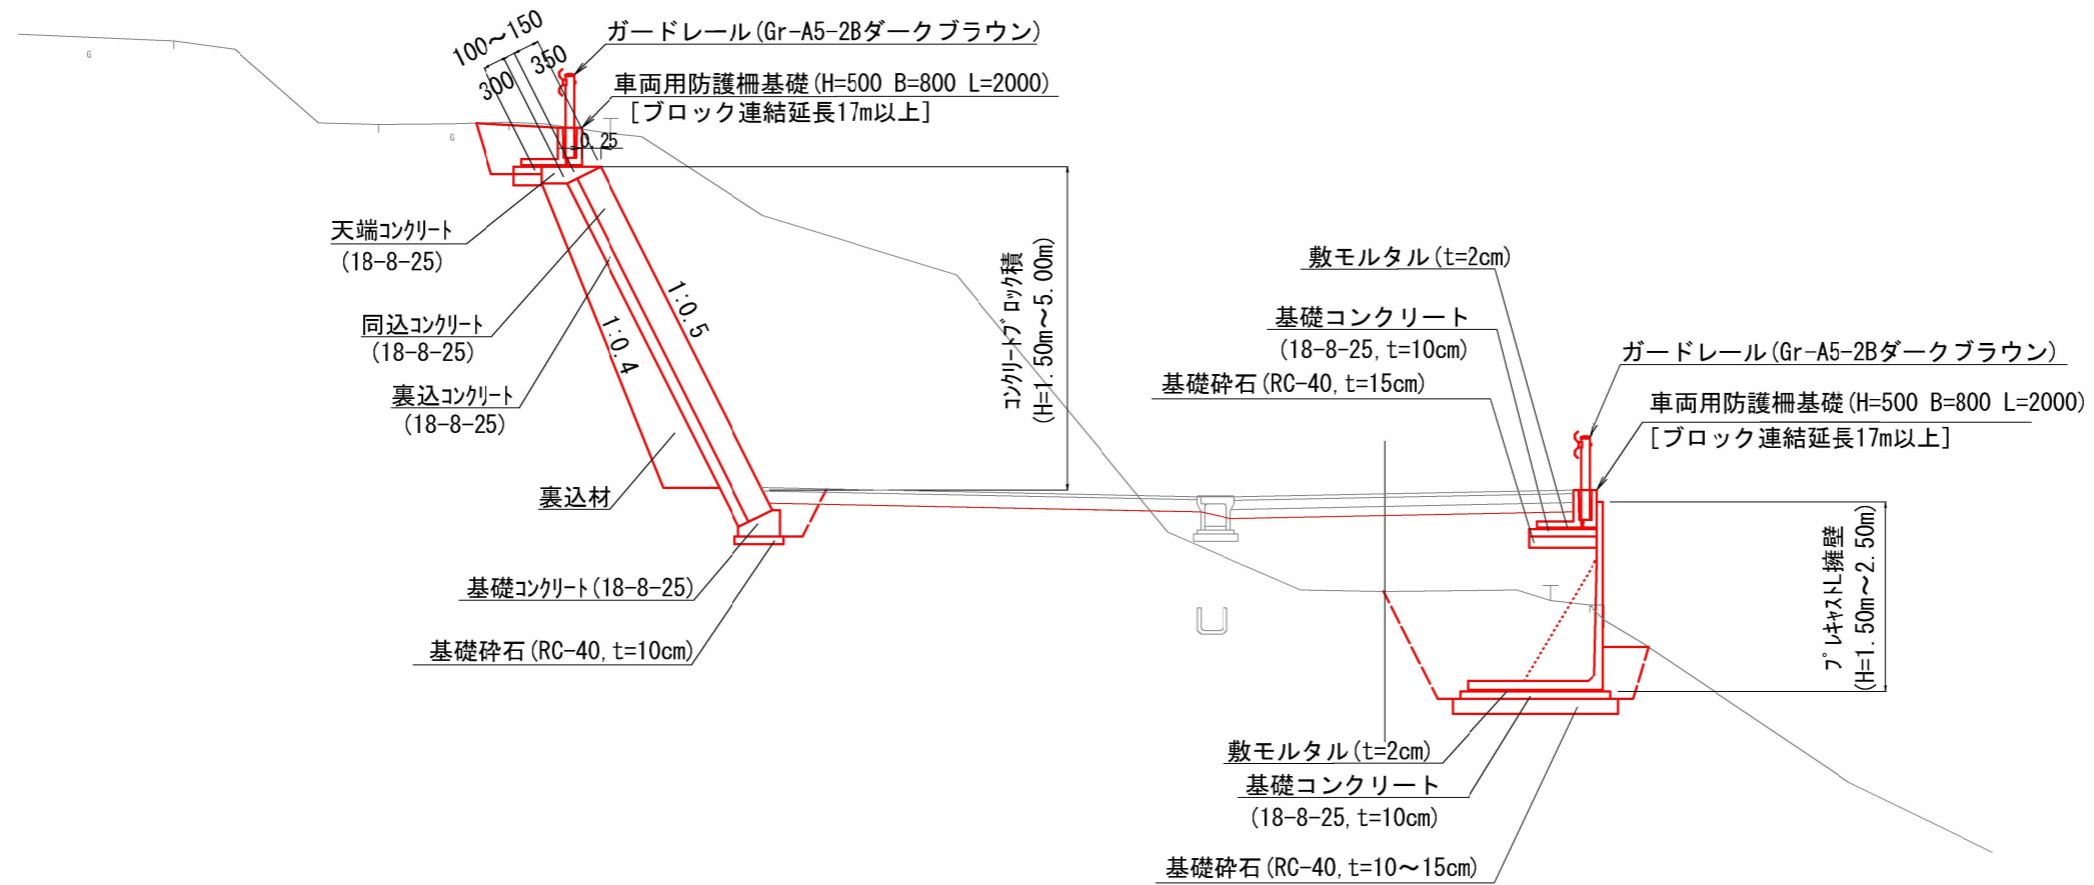 100～150
300
350
ガードレール(Gr-A5-2Bダークブラウン)
車両用防護柵基礎(H=500 B=800 L=2000)
[ブロック連結延長17m以上]
0.25
G
G
天端ｺﾝｸﾘｰﾄ
(18-8-25)
同込ｺﾝｸﾘｰﾄ
(18-8-25)
裏込ｺﾝｸﾘｰﾄ
(18-8-25)
裏込材
1:0.4
1:0.5
ｺﾝｸﾘｰﾄﾌﾞﾛｯｸ積
(H=1.50m～5.00m)
基礎ｺﾝｸﾘｰﾄ(18-8-25)
基礎砕石(RC-40,t=10cm)
敷モルタル(t=2cm)
基礎コンクリート
(18-8-25,t=10cm)
基礎砕石(RC-40,t=15cm)
ガードレール(Gr-A5-2Bダークブラウン)
車両用防護柵基礎(H=500 B=800 L=2000)
[ブロック連結延長17m以上]
ﾌﾟﾚｷｬｽﾄL擁壁
(H=1.50m～2.50m)
敷モルタル(t=2cm)
基礎コンクリート
(18-8-25,t=10cm)
基礎砕石(RC-40,t=10～15cm)